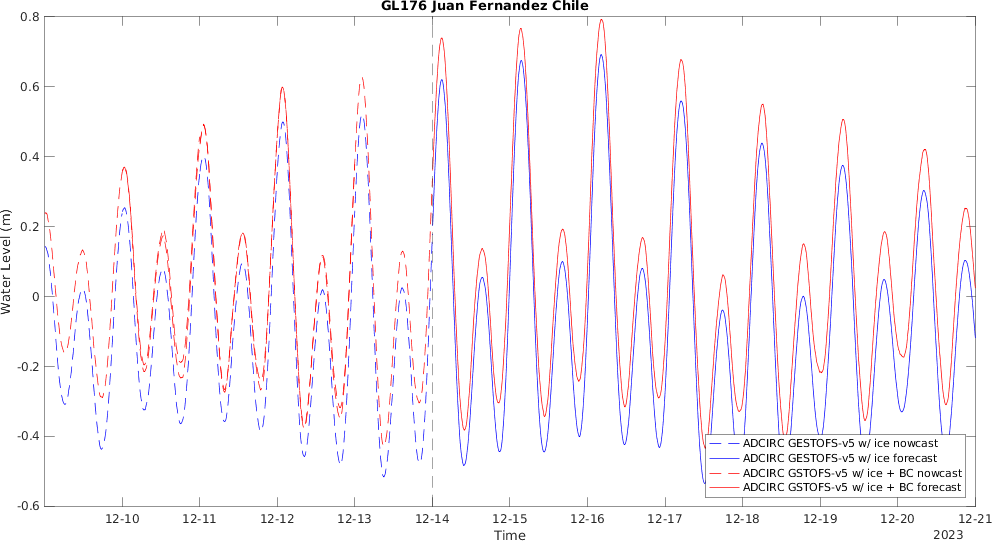 GL176 Juan Fernandez Chile
Water Level (m)
0.8
0.6
0.4
0.2
0
-0.2
-0.4
-0.6
ADCIRC GESTOFS-v5 w/ ice nowcast
ADCIRC GESTOFS-v5 w/ ice forecast
ADCIRC GSTOFS-v5 w/ ice + BC nowcast
ADCIRC GSTOFS-v5 w/ ice + BC forecast
12-10 12-11 12-12 12-13 12-14 12-15 12-16 12-17 12-18 12-19 12-20 12-21
Time
2023